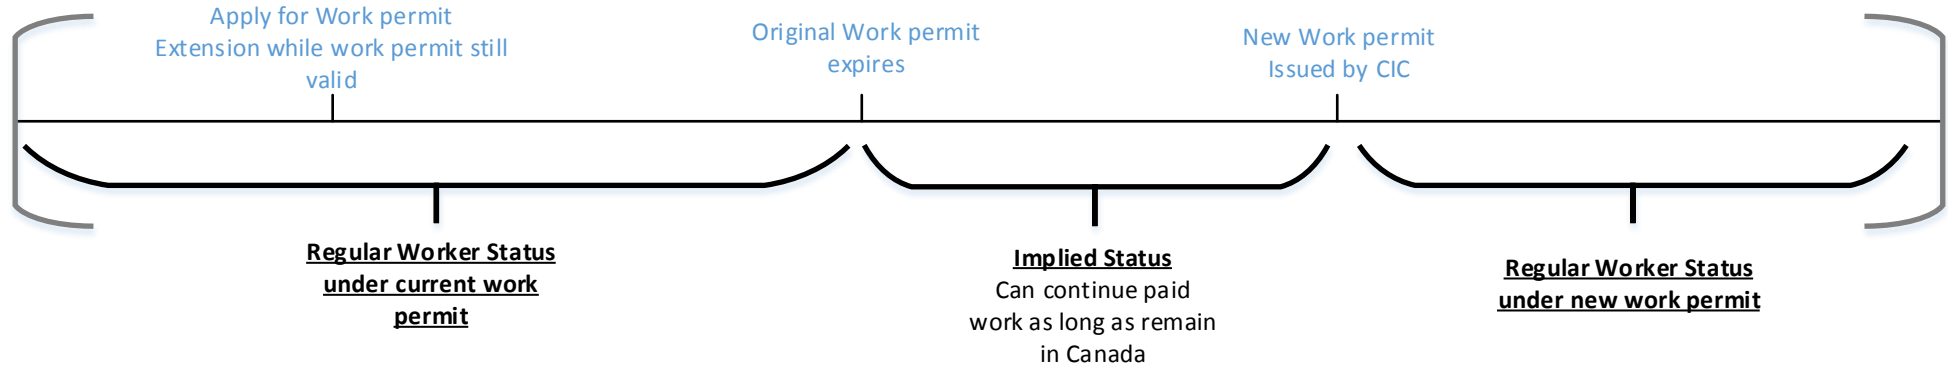 Apply for Work permit
Extension while work permit still
valid
Original Work permit
expires
New Work permit
Issued by CIC
Regular Worker Status
under current work
permit
Implied Status
Can continue paid
work as long as remain
in Canada
Regular Worker Status
under new work permit